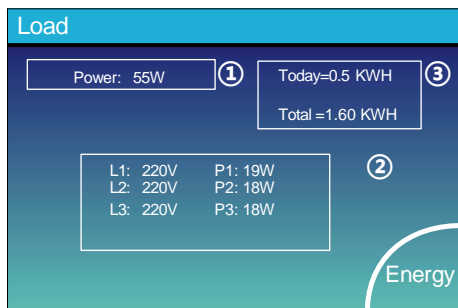 Load
Power: 55W ①
Today=0.5 KWH ③
Total =1.60 KWH
②
L1: 220V P1: 19W
L2: 220V P2: 18W
L3: 220V P3: 18W
Energy